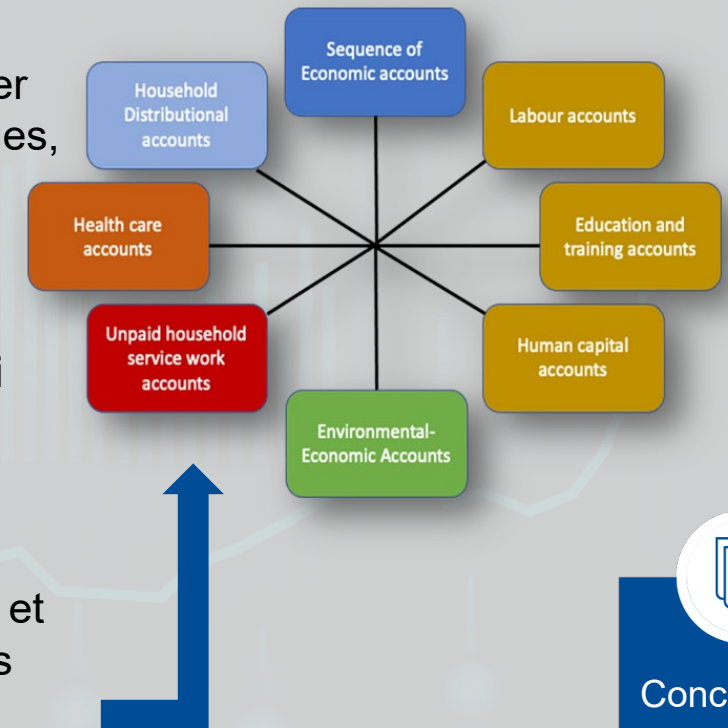 er
es,
i
et
s
Sequence of
Economic accounts
Household
Distributional
accounts
Labour accounts
Health care
accounts
Education and
training accounts
Unpaid household
service work
accounts
Human capital
accounts
Environmental-
Economic Accounts
Conc